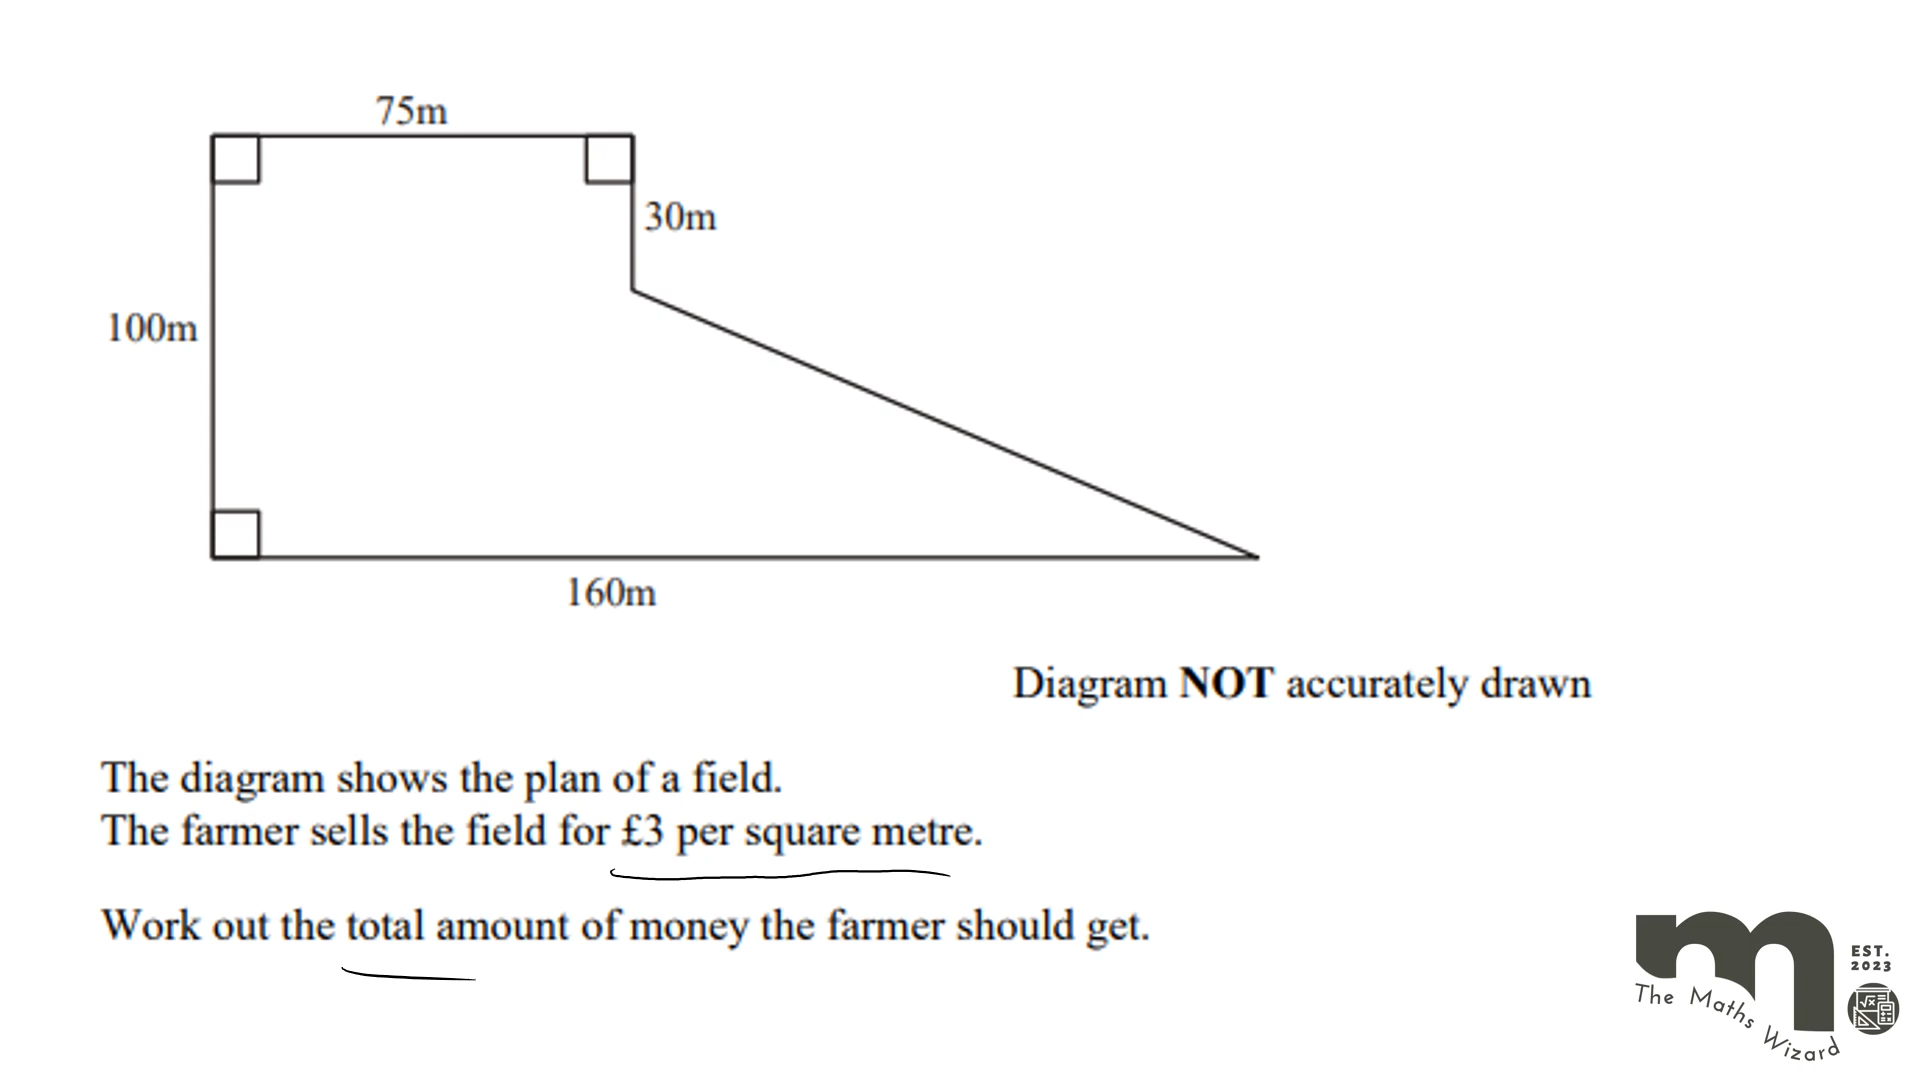 75m
30m
100m
160m
Diagram NOT accurately drawn
The diagram shows the plan of a field.
The farmer sells the field for £3 per square metre.
Work out the total amount of money the farmer should get.
m
EST.
2023
The Maths Wizard